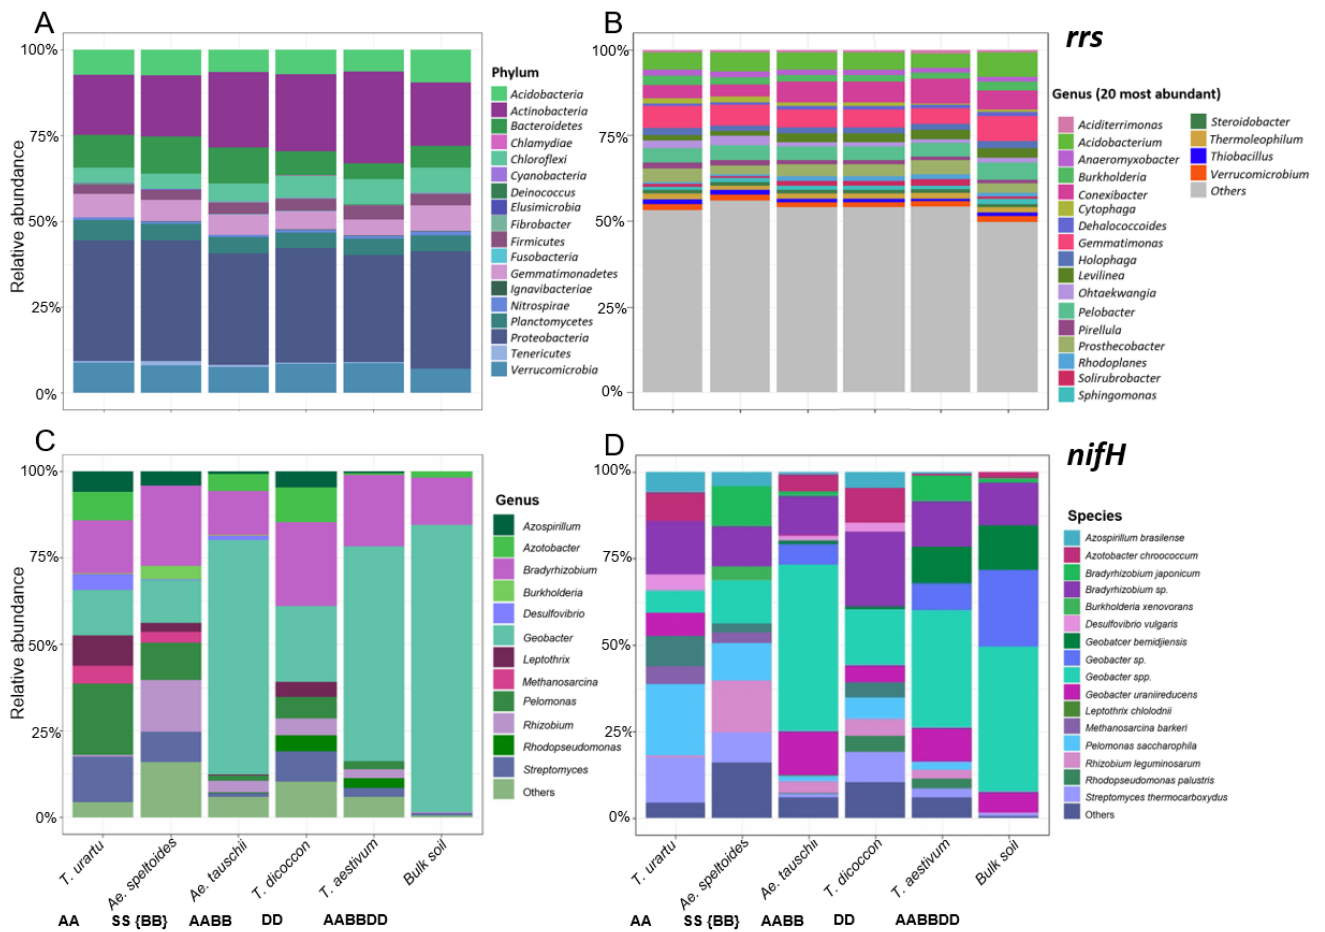 A
100%
75%
50%
25%
0%
Relative abundance
Phylum
Acidobacteria
Actinobacteria
Bacteroidetes
Chlamydiae
Chloroflexi
Cyanobacteria
Deinococcus
Elusimicrobia
Fibrobacter
Firmicutes
Fusobacteria
Gemmatimonadetes
Ignavibacteriae
Nitrospirae
Planctomycetes
Proteobacteria
Tenericutes
Verrucomicrobia
B
rrs
100%
75%
50%
25%
0%
Genus (20 most abundant)
Aciditerrimonas
Acidobacterium
Anaeromyxobacter
Burkholderia
Conexibacter
Cytophaga
Dehalococcoides
Gemmatimonas
Holophaga
Levilinea
Ohtaekwangia
Pelobacter
Pirellula
Prosthecobacter
Rhodoplanes
Solirubrobacter
Sphingomonas
Steroidobacter
Thermoleophilum
Thiobacillus
Verrucomicrobium
Others
C
100%
75%
50%
25%
0%
Relative abundance
Genus
Azospirillum
Azotobacter
Bradyrhizobium
Burkholderia
Desulfovibrio
Geobacter
Leptothrix
Methanosarcina
Pelomonas
Rhizobium
Rhodopseudomonas
Streptomyces
Others
T. urartu
Ae. speltoides
Ae. tauschii
T. dicoccon
T. aestivum
Bulk soil
AA SS {BB} AABB DD AABBDD
D
nifH
100%
75%
50%
25%
0%
Species
Azospirillum brasilense
Azotobacter chroococcum
Bradyrhizobium japonicum
Bradyrhizobium sp.
Burkholderia xenovorans
Desulfovibrio vulgaris
Geobatcer bemidjiensis
Geobacter sp.
Geobacter spp.
Geobacter uraniireducens
Leptothrix chlolodnii
Methanosarcina barkeri
Pelomonas saccharophila
Rhizobium leguminosarum
Rhodopseudomonas palustris
Streptomyces thermocarboxydus
Others
T. urartu
Ae. speltoides
Ae. tauschii
T. dicoccon
T. aestivum
Bulk soil
AA SS {BB} AABB DD AABBDD